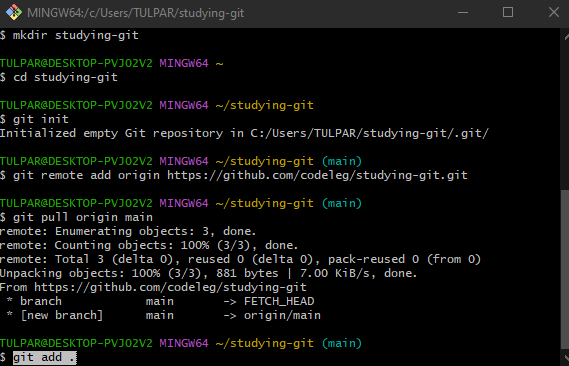 MINGW64:/c/Users/TULPAR/studying-git
$ mkdir studying-git
TULPAR@DESKTOP-PVJO2V2 MINGW64 ~
$ cd studying-git
TULPAR@DESKTOP-PVJO2V2 MINGW64 ~/studying-git
$ git init
Initialized empty Git repository in C:/Users/TULPAR/studying-git/.git/
TULPAR@DESKTOP-PVJO2V2 MINGW64 ~/studying-git (main)
$ git remote add origin https://github.com/codeleg/studying-git.git
TULPAR@DESKTOP-PVJO2V2 MINGW64 ~/studying-git (main)
$ git pull origin main
remote: Enumerating objects: 3, done.
remote: Counting objects: 100% (3/3), done.
remote: Total 3 (delta 0), reused 0 (delta 0), pack-reused 0 (from 0)
Unpacking objects: 100% (3/3), 881 bytes | 7.00 KiB/s, done.
From https://github.com/codeleg/studying-git
 * branch            main       -> FETCH_HEAD
 * [new branch]      main       -> origin/main
TULPAR@DESKTOP-PVJO2V2 MINGW64 ~/studying-git (main)
$ git add .